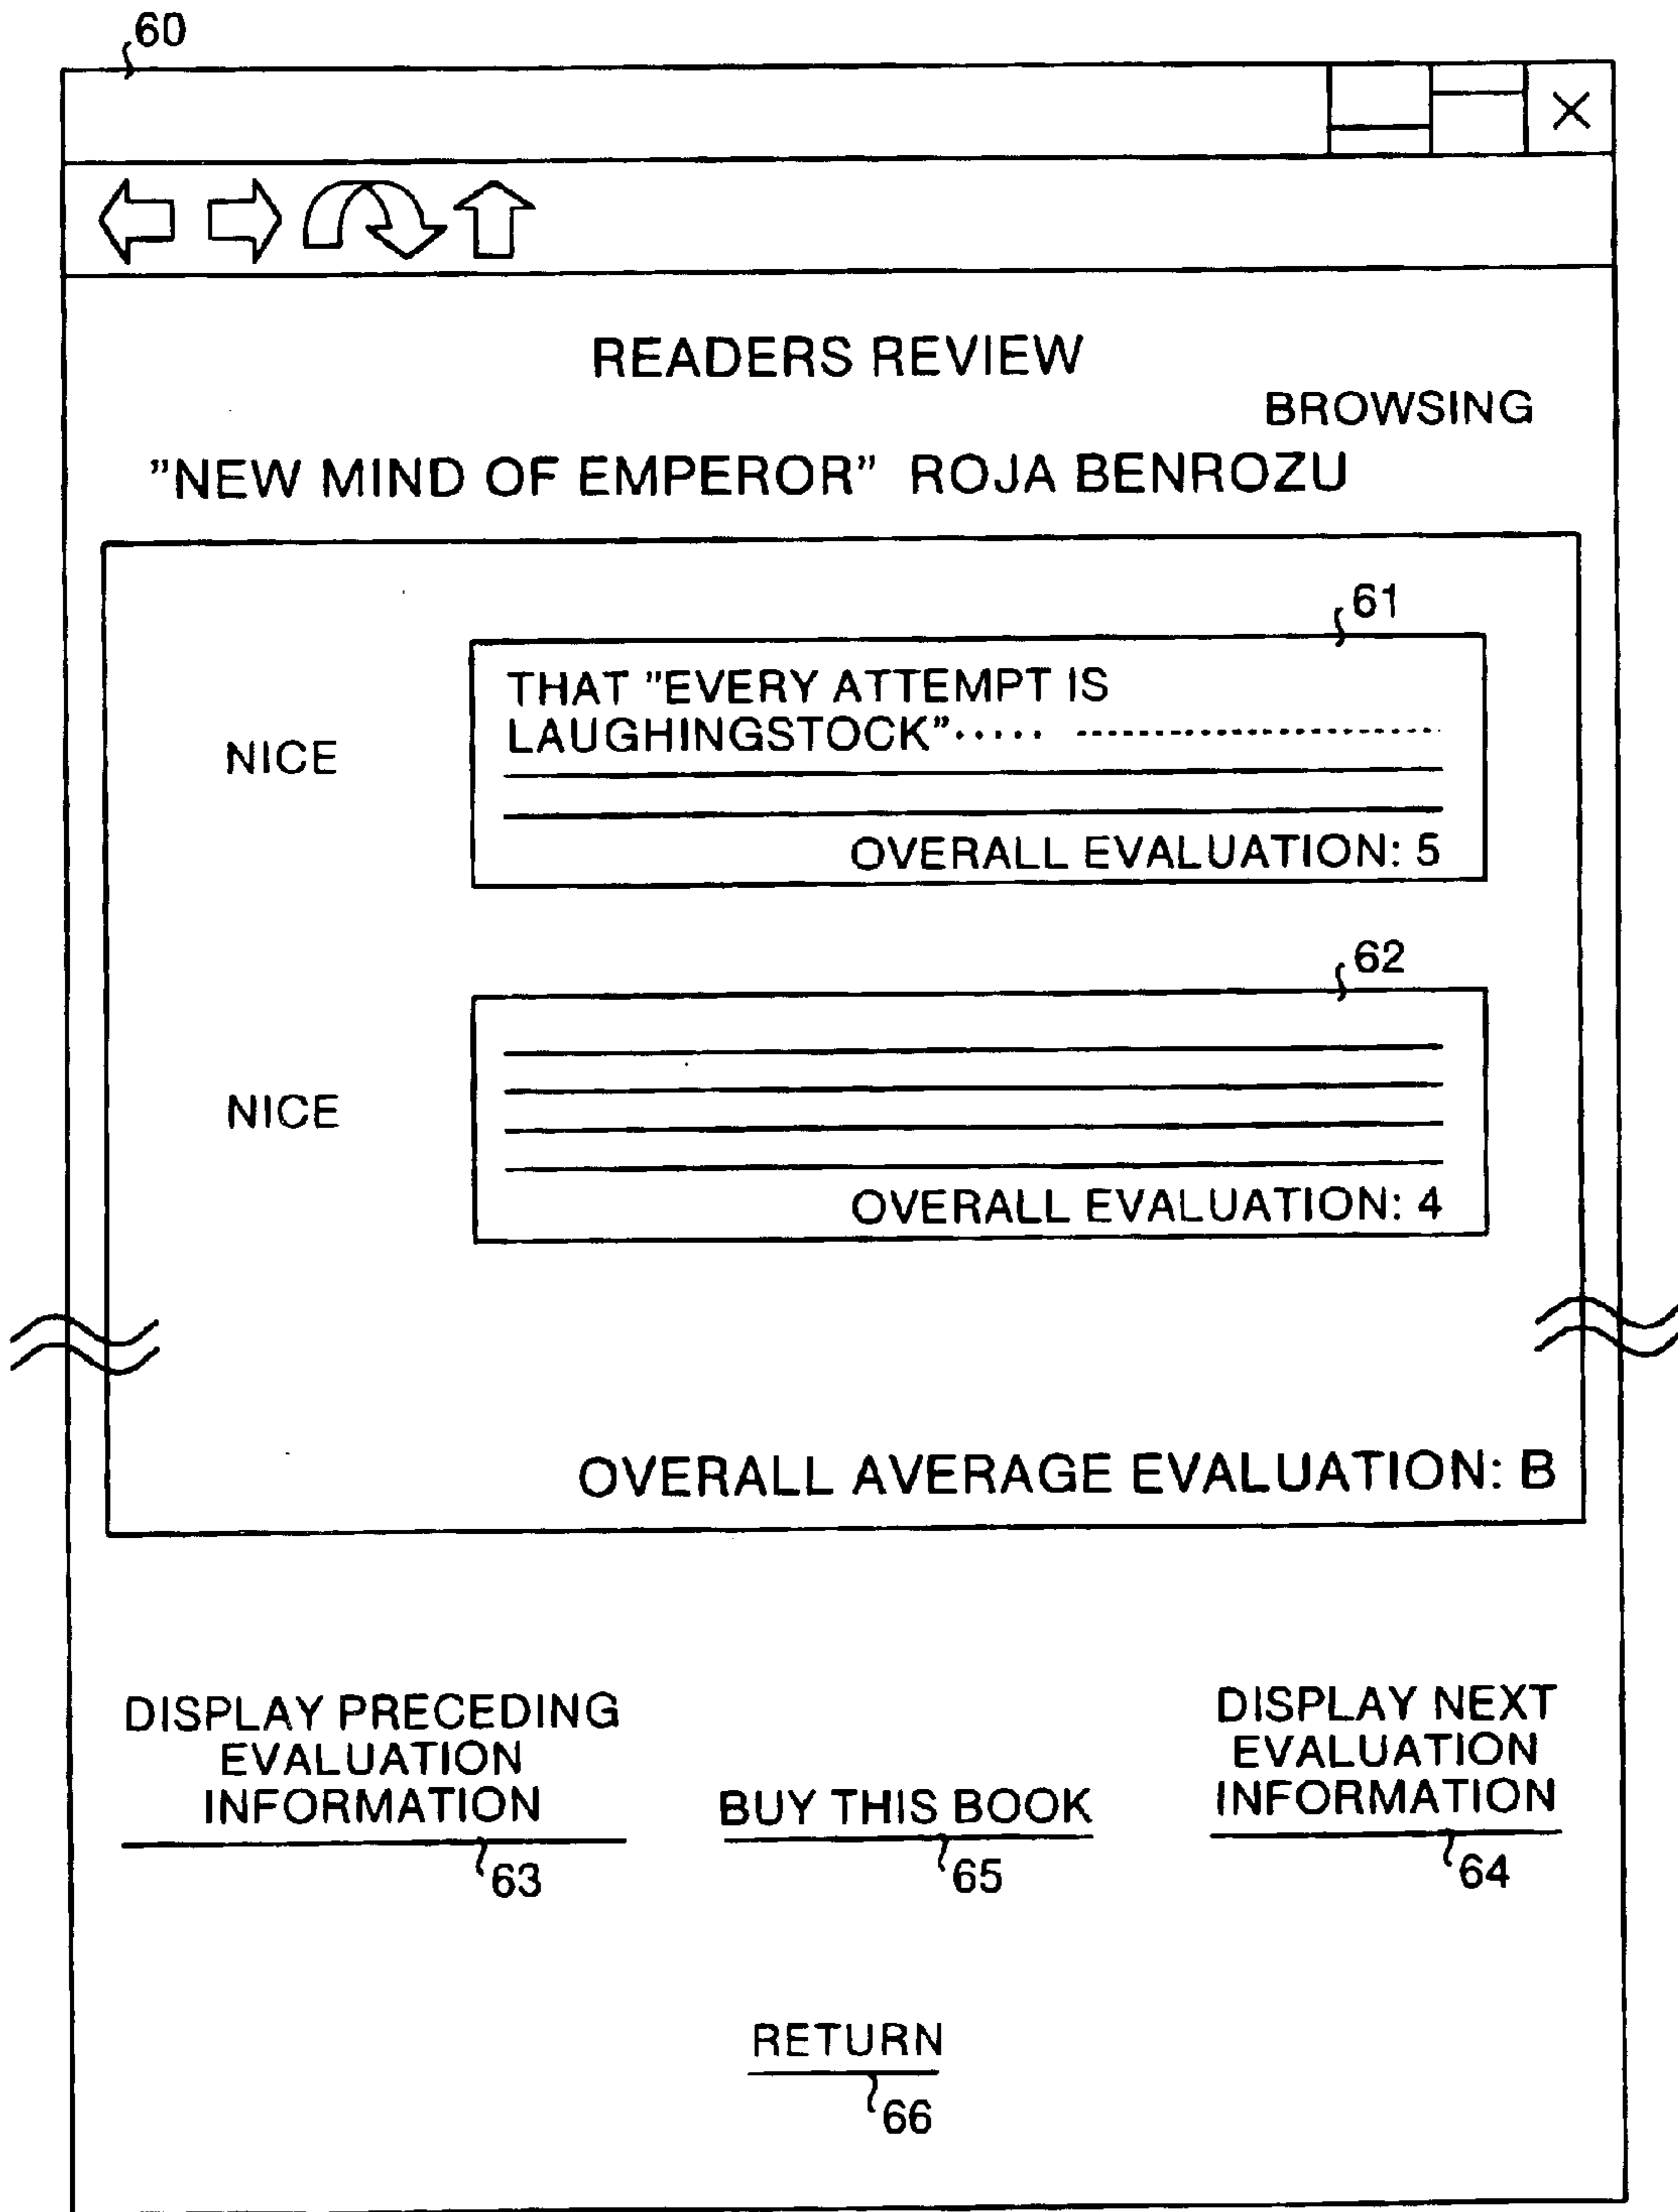 60
×
READERS REVIEW
BROWSING
"NEW MIND OF EMPEROR" ROJA BENROZU
61
THAT "EVERY ATTEMPT IS
LAUGHINGSTOCK"·····
NICE
OVERALL EVALUATION: 5
62
NICE
OVERALL EVALUATION: 4
OVERALL AVERAGE EVALUATION: B
DISPLAY PRECEDING
EVALUATION
INFORMATION
63
BUY THIS BOOK
65
DISPLAY NEXT
EVALUATION
INFORMATION
64
RETURN
66